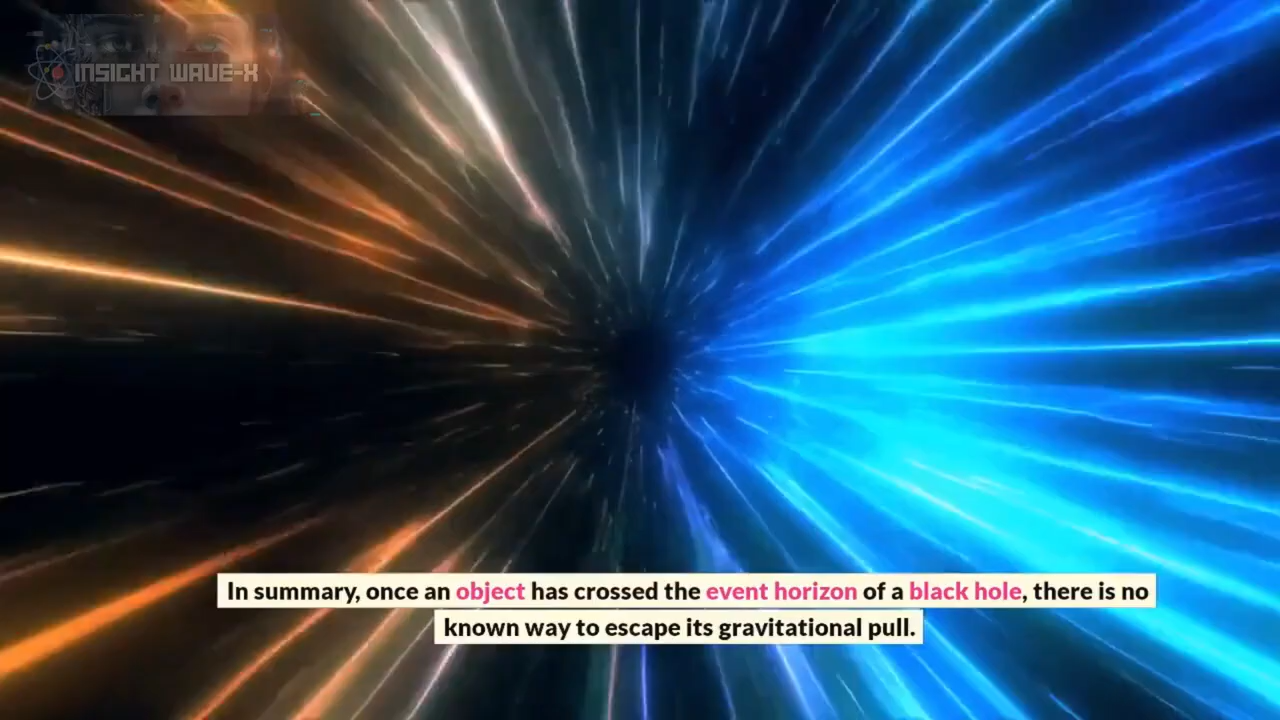 INSIGHT WAVE-X
In summary, once an object has crossed the event horizon of a black hole, there is no
known way to escape its gravitational pull.